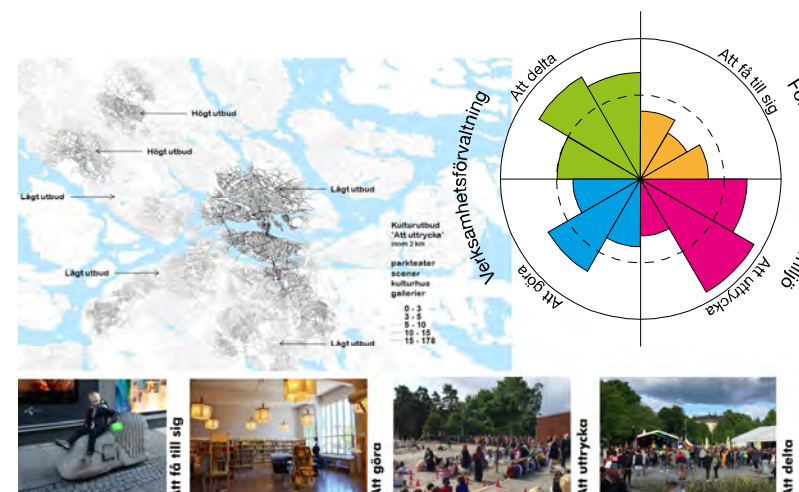 Högt utbud
Högt utbud
Lågt utbud
Lågt utbud
Lågt utbud
Lågt utbud
Kulturutbud
'Att uttrycka'
inom 2 km
parkteater
scener
kulturhus
gallerier
0 - 3
3 - 5
5 - 10
10 - 15
15 - 178
Verksamhetsförvaltning
Att delta
Att få till sig
Att göra
Att uttrycka
Att få till sig
Att göra
Att uttrycka
Att delta